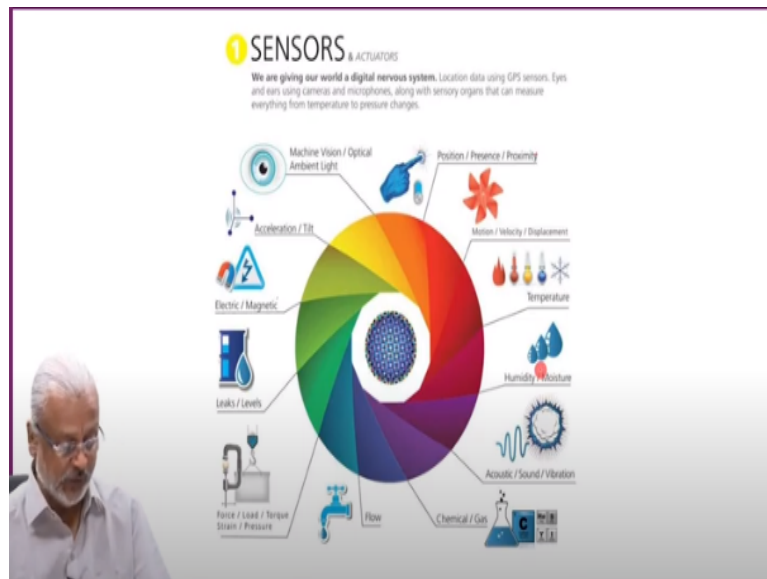 1 SENSORS & ACTUATORS
We are giving our world a digital nervous system. Location data using GPS sensors. Eyes
and ears using cameras and microphones, along with sensory organs that can measure
everything from temperature to pressure changes.
Machine Vision / Optical
Ambient Light
Position / Presence / Proximity
Acceleration / Tilt
Motion / Velocity / Displacement
Electric / Magnetic
Temperature
Humidity / Moisture
Leaks / Levels
Acoustic / Sound / Vibration
Force / Load / Torque
Strain / Pressure
Flow
Chemical / Gas
C